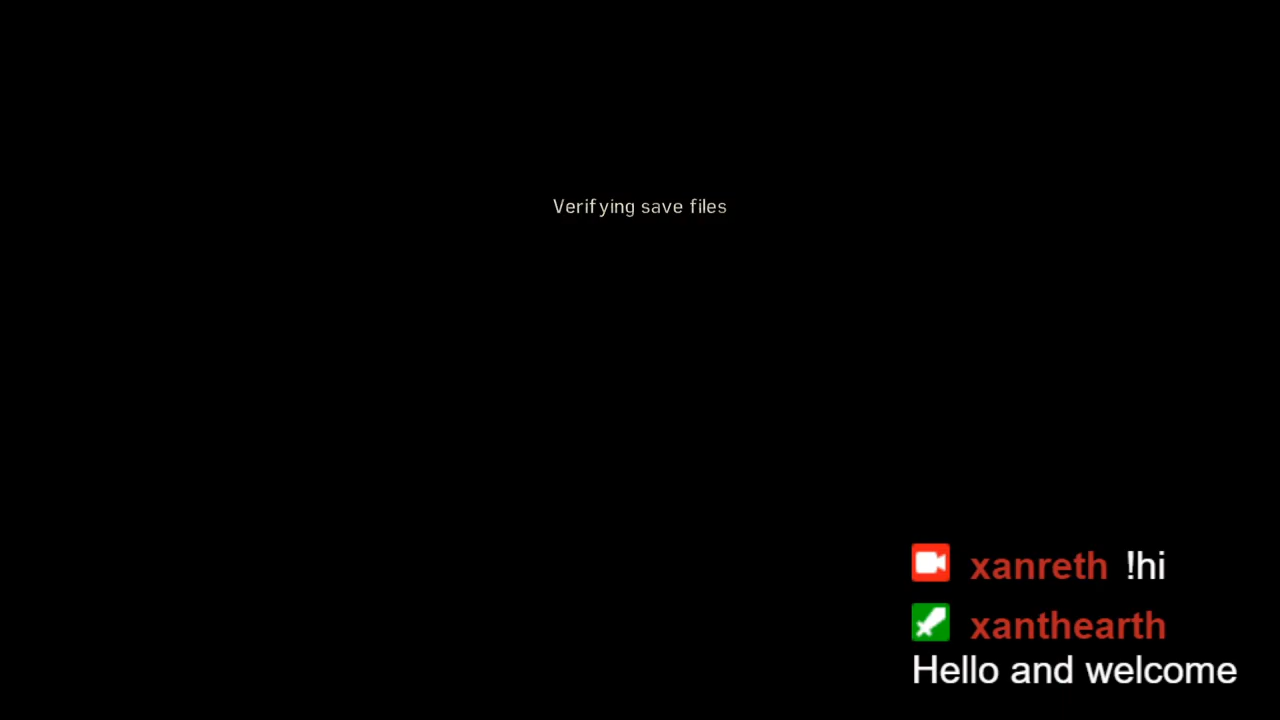 Verifying save files
xanreth !hi
xanthearth
Hello and welcome